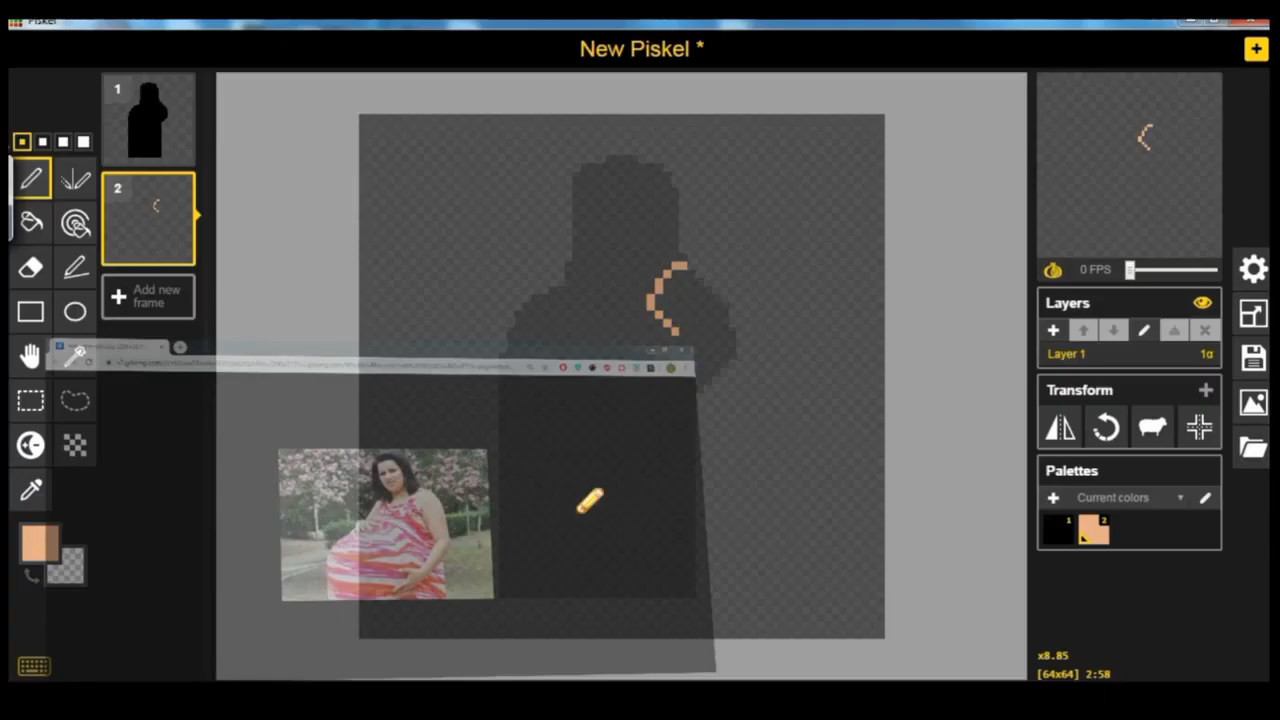 Piskel
New Piskel *
1
2
Add new
frame
0 FPS
Layers
Layer 1
1α
Transform
Palettes
Current colors
1
2
x8.85
[64x64] 2:58